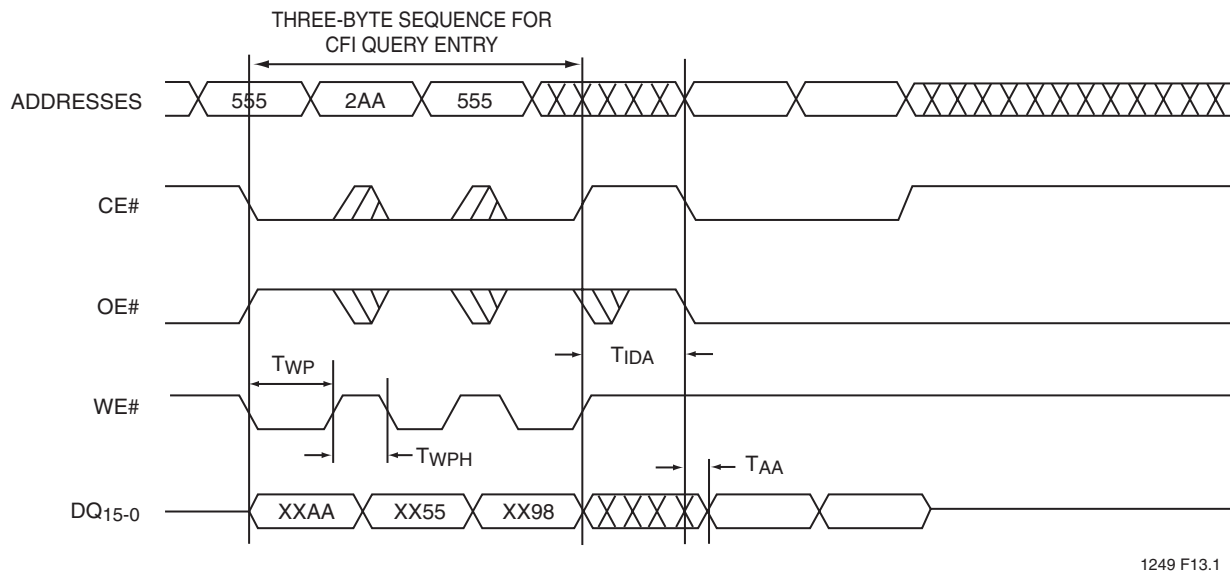 THREE-BYTE SEQUENCE FOR
CFI QUERY ENTRY
ADDRESSES 555 2AA 555
CE#
OE#
TIDA
TWP
WE#
TWPH
TAA
DQ15-0 XXAA XX55 XX98
1249 F13.1